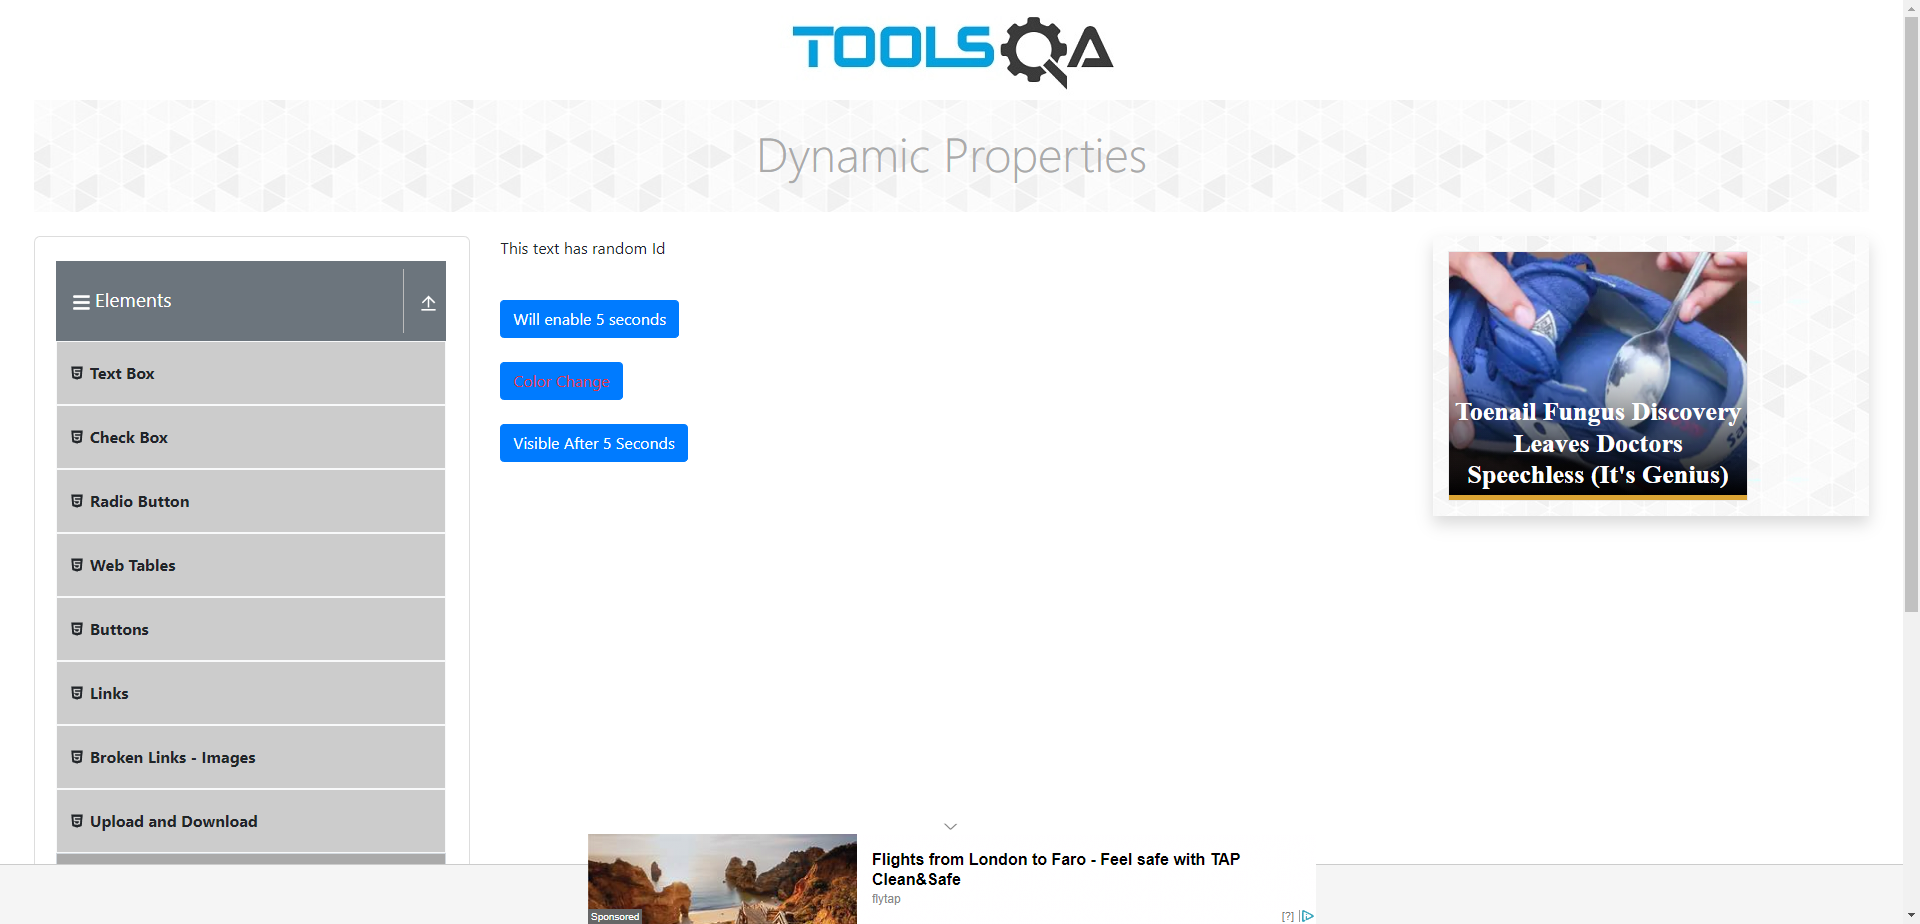 TOOLSQA
Dynamic Properties
Elements
Text Box
Check Box
Radio Button
Web Tables
Buttons
Links
Broken Links - Images
Upload and Download
This text has random Id
Will enable 5 seconds
Color Change
Visible After 5 Seconds
Toenail Fungus Discovery
Leaves Doctors
Speechless (It's Genius)
Sponsored
Flights from London to Faro - Feel safe with TAP
Clean&Safe
flytap
[?]